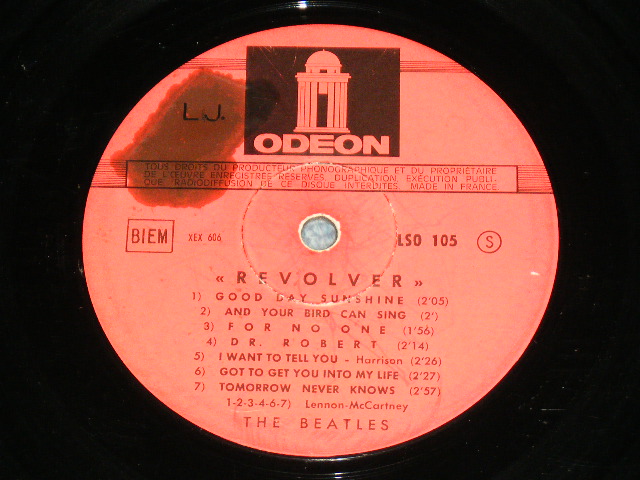 L.J.
ODEON
TOUS DROITS DU PRODUCTEUR PHONOGRAPHIQUE ET DU PROPRIÉTAIRE
DE L'ŒUVRE ENREGISTRÉE RÉSERVÉS. DUPLICATION, EXÉCUTION PUBLI-
QUE RADIODIFFUSION DE CE DISQUE INTERDITES. MADE IN FRANCE
BIEM XEX 606 LSO 105 S
«REVOLVER»
1) GOOD DAY SUNSHINE (2'05)
2) AND YOUR BIRD CAN SING (2')
3) FOR NO ONE (1'56)
4) DR. ROBERT (2'14)
5) I WANT TO TELL YOU - Harrison (2'26)
6) GOT TO GET YOU INTO MY LIFE (2'27)
7) TOMORROW NEVER KNOWS (2'57)
1-2-3-4-6-7) Lennon-McCartney
THE BEATLES